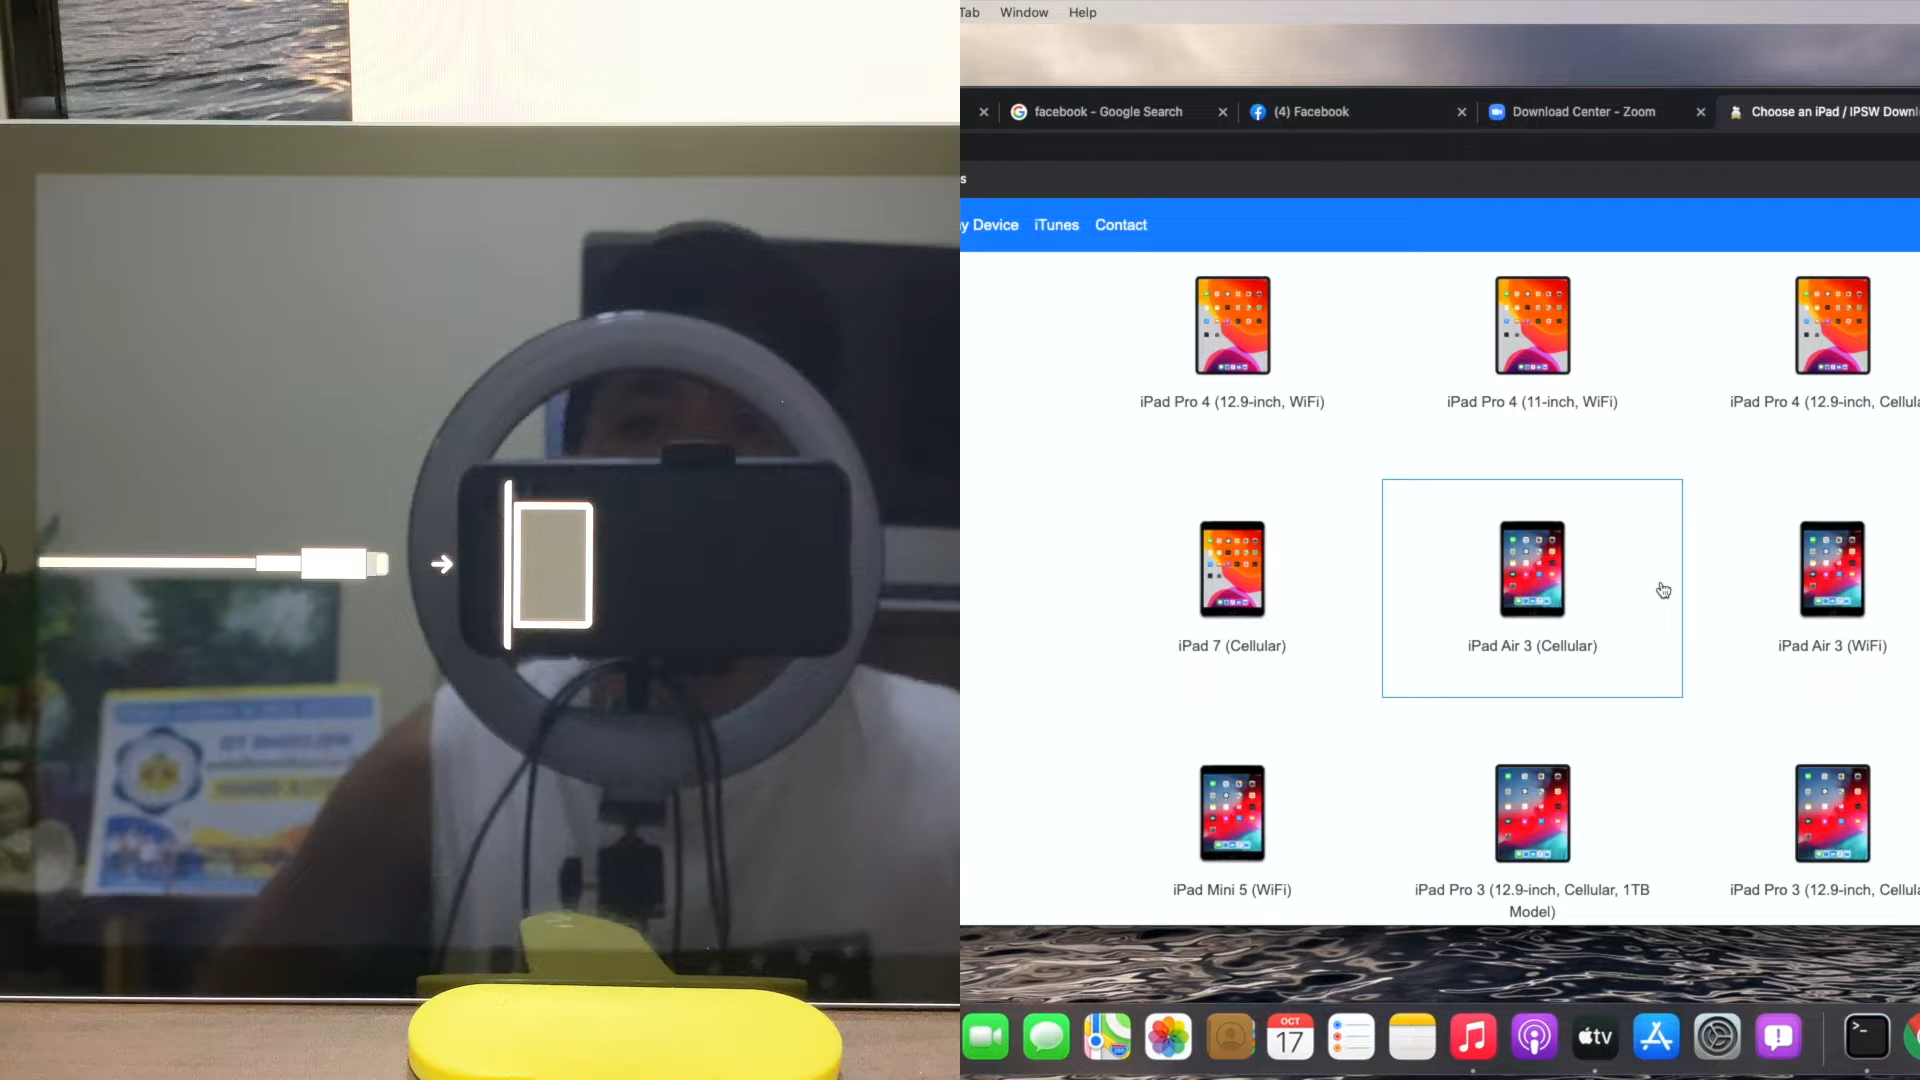 Tab Window Help
facebook - Google Search
(4) Facebook
Download Center - Zoom
Choose an iPad / IPSW Downl
s
y Device iTunes Contact
iPad Pro 4 (12.9-inch, WiFi)
iPad Pro 4 (11-inch, WiFi)
iPad Pro 4 (12.9-inch, Cellula
iPad 7 (Cellular)
iPad Air 3 (Cellular)
iPad Air 3 (WiFi)
iPad Mini 5 (WiFi)
iPad Pro 3 (12.9-inch, Cellular, 1TB
Model)
iPad Pro 3 (12.9-inch, Cellula
OCT
17
tv